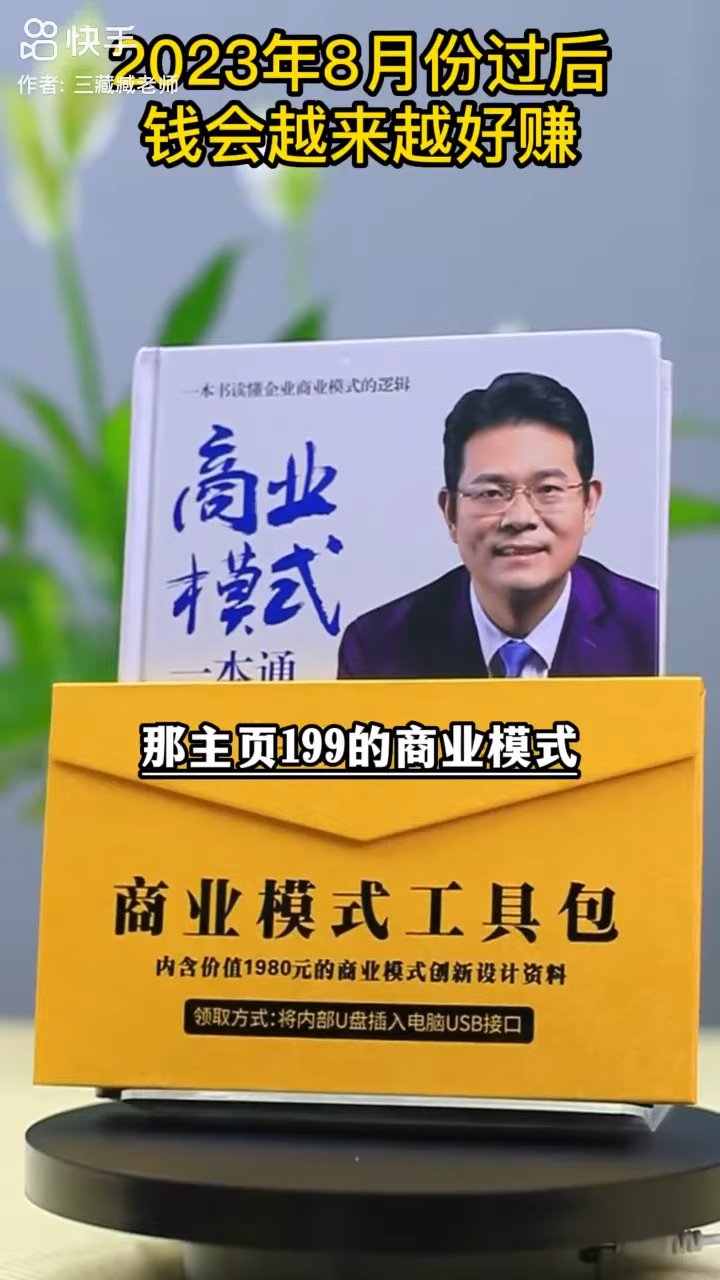 快手
作者: 三藏臧老师
2023年8月份过后
钱会越来越好赚
一本书读懂企业商业模式的逻辑
商业
模式
一本通
那主页199的商业模式
商业模式工具包
内含价值1980元的商业模式创新设计资料
领取方式:将内部U盘插入电脑USB接口